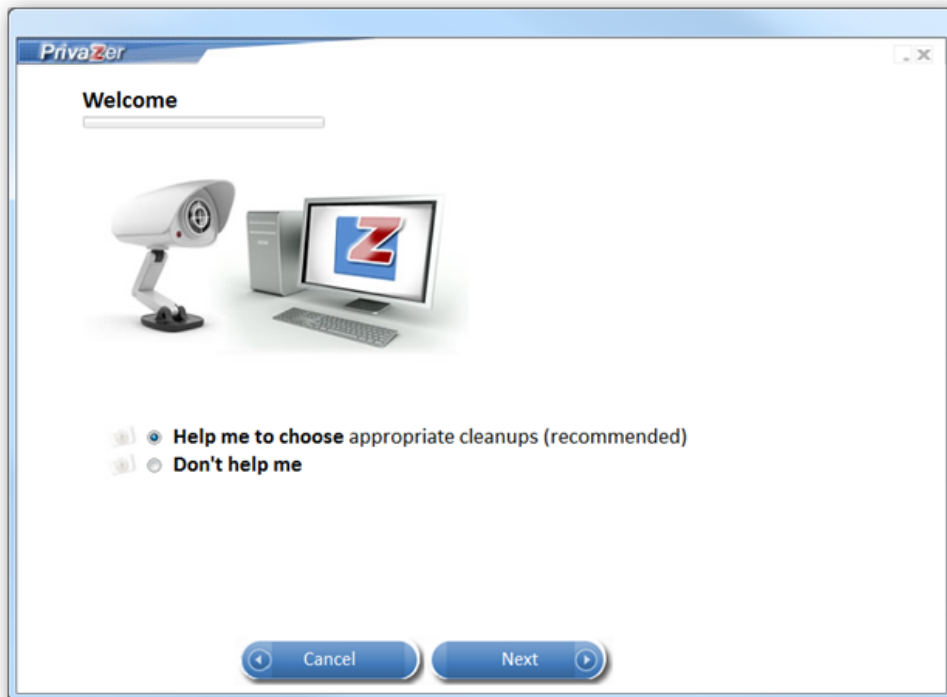 PrivaZer
Welcome
Z
Help me to choose appropriate cleanups (recommended)
Don't help me
Cancel
Next